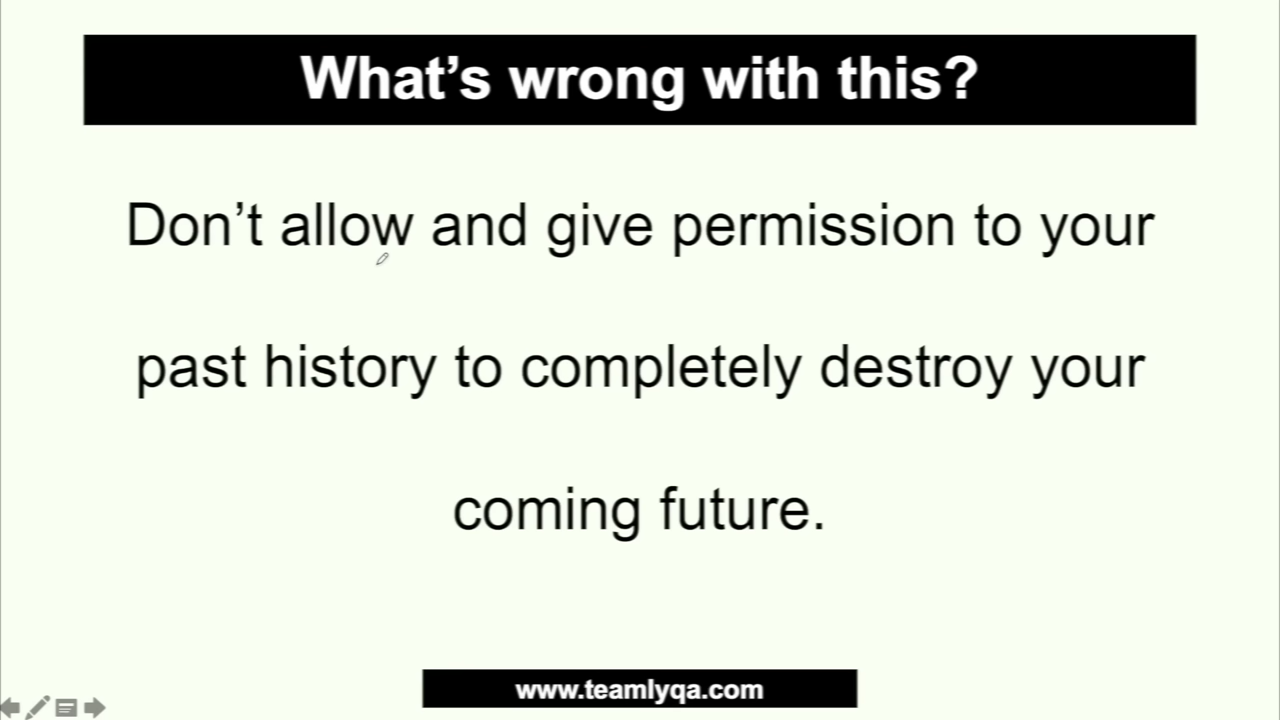 What’s wrong with this?
Don’t allow and give permission to your
past history to completely destroy your
coming future.
www.teamlyqa.com